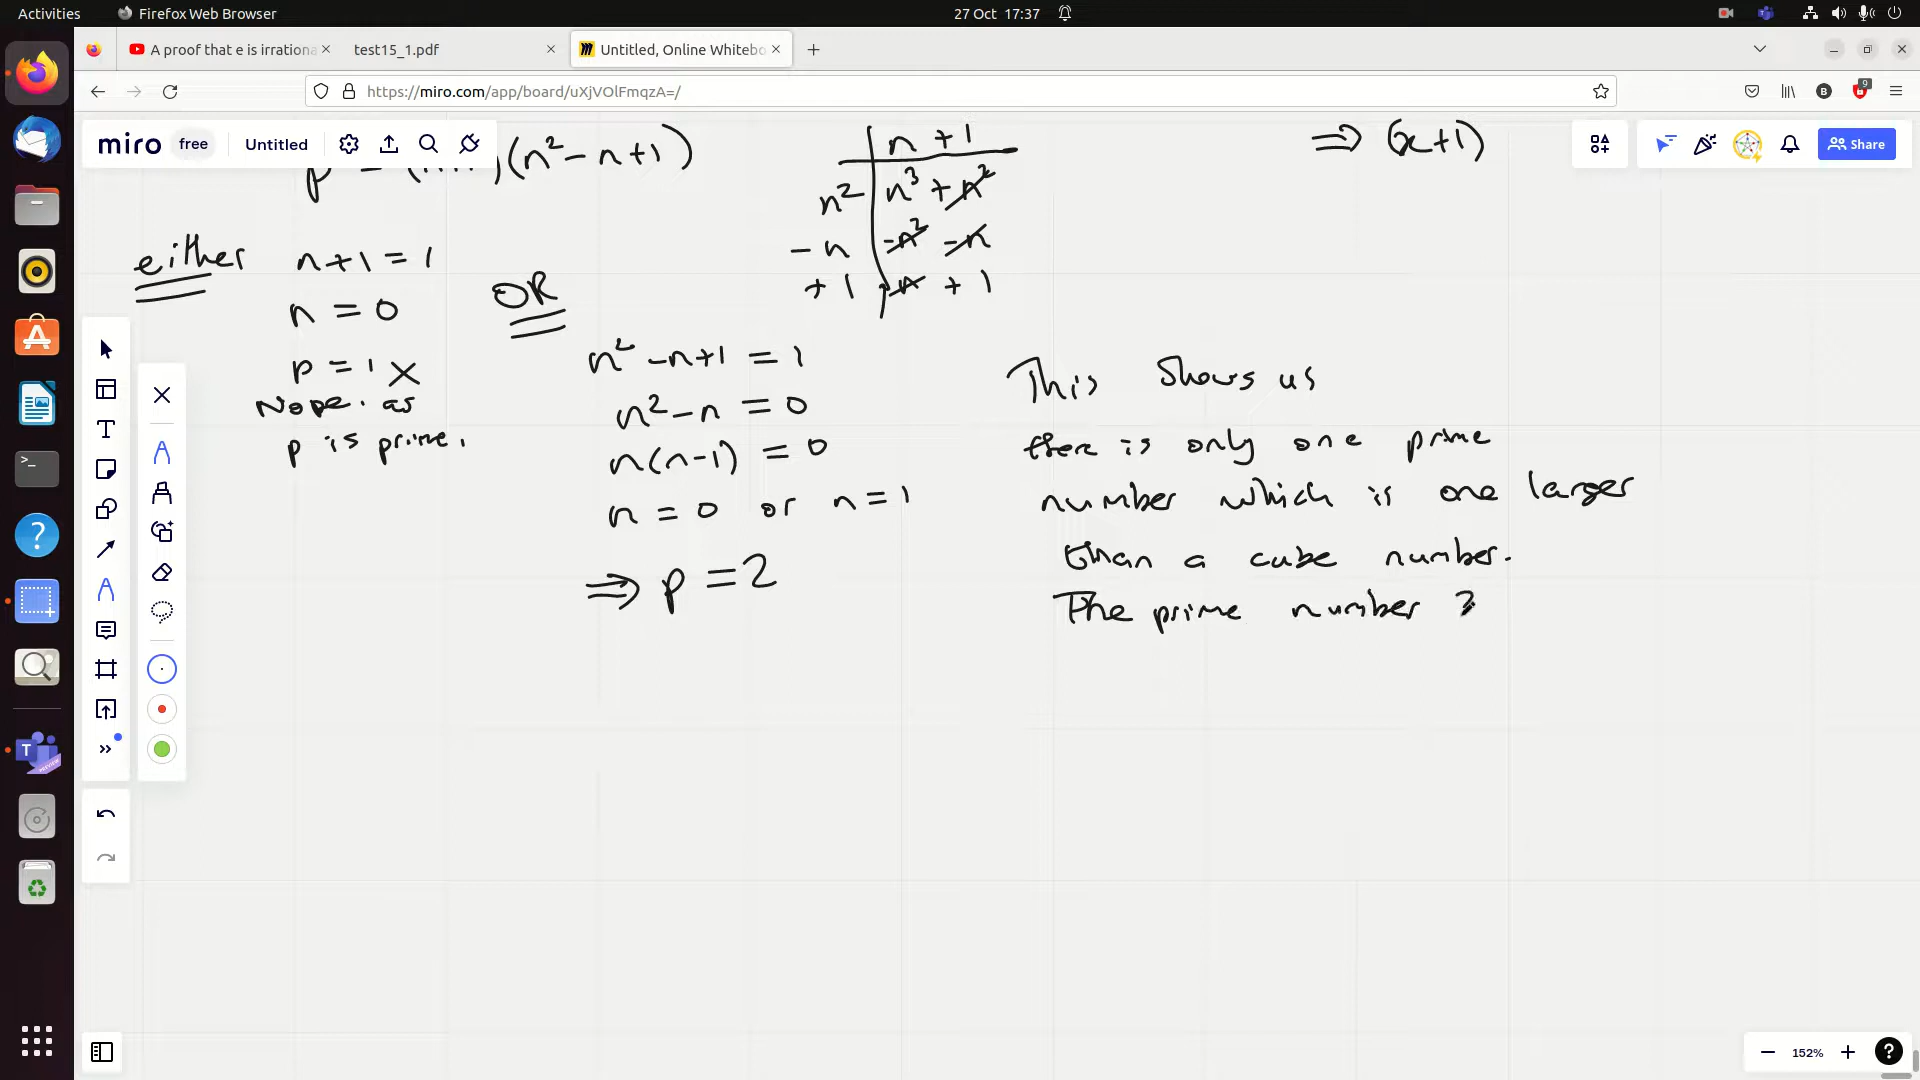 Activities
Firefox Web Browser
27 Oct 17:37
A proof that e is irrationa
test15_1.pdf
Untitled, Online Whitebo
https://miro.com/app/board/uXjVOlFmqzA=/
9
miro free Untitled
Share
(n²-n+1)
n + 1
n² n³ + n²
- n -n² -n
+ 1 n + 1
⇒ (x+1)
either n+1 = 1
n = 0
p = 1 ×
Nope. as
p is prime.
OR
n²-n+1 = 1
n²-n = 0
n(n-1) = 0
n = 0 or n = 1
⇒ p = 2
This shows us
there is only one prime
number which is one larger
than a cube number.
The prime number
152%